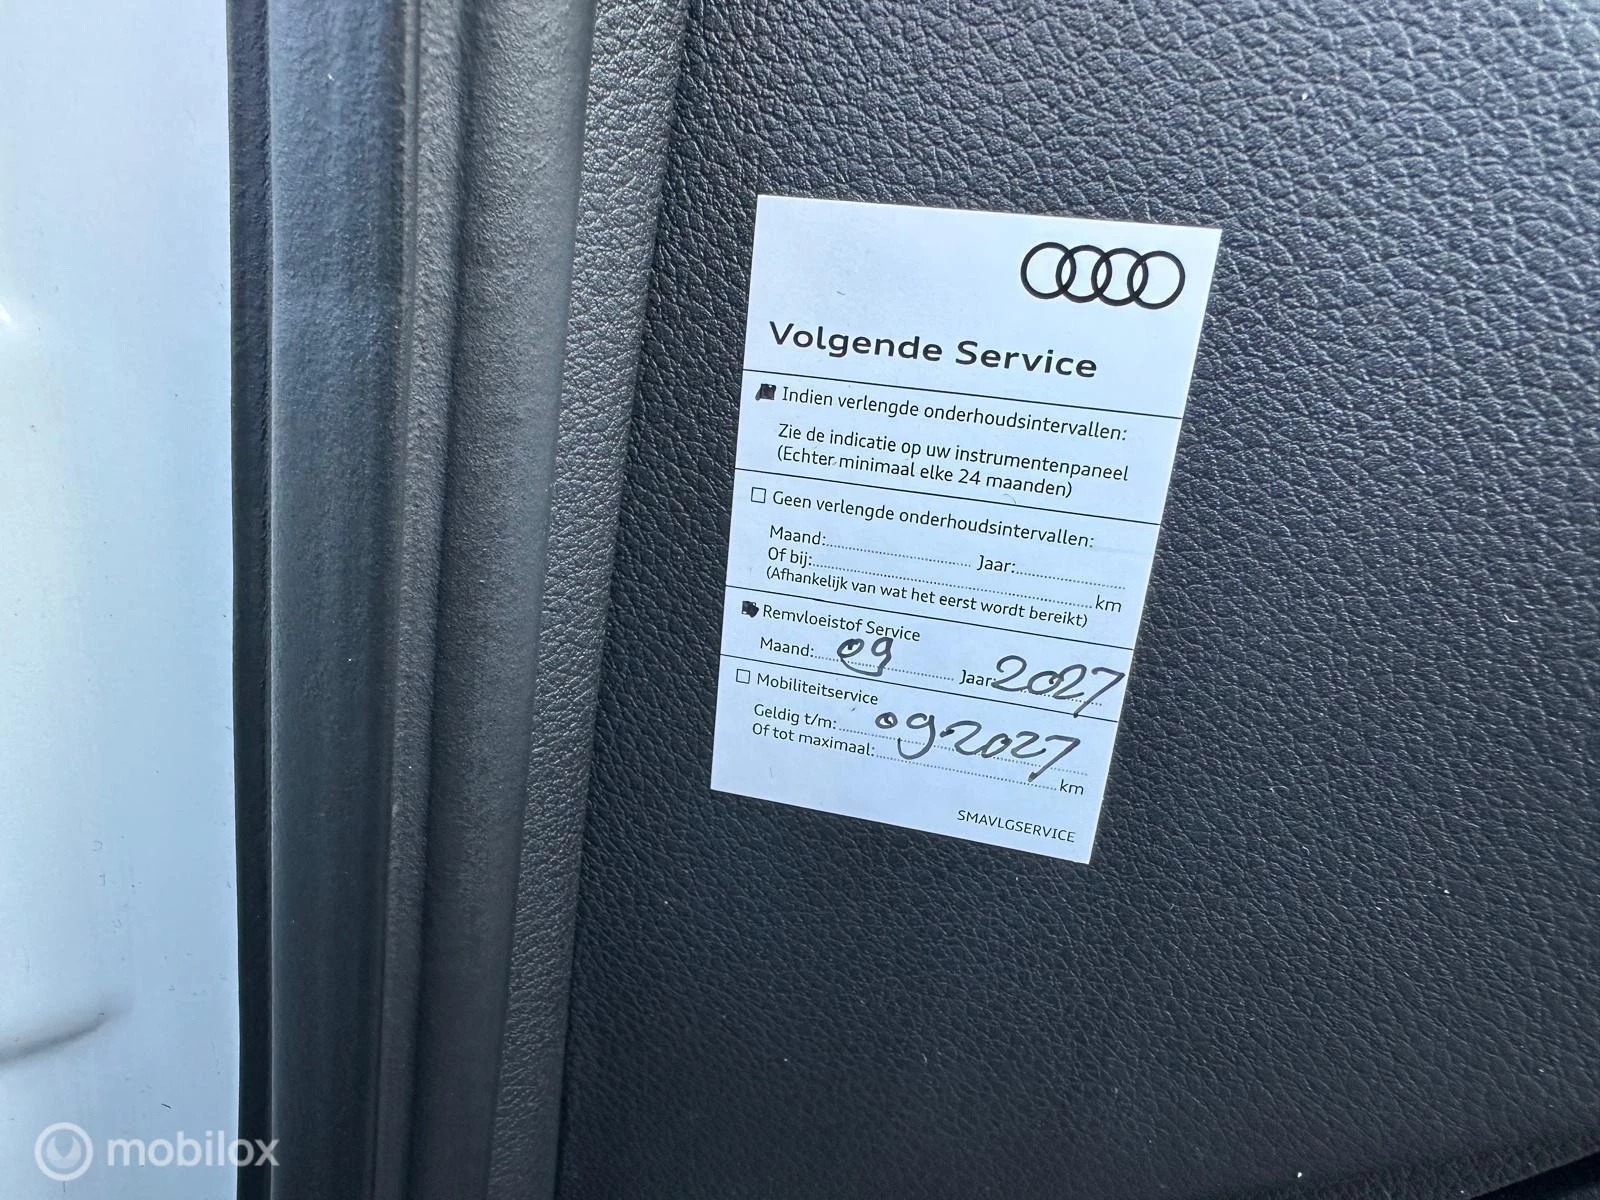 Volgende Service
Indien verlengde onderhoudsintervallen:
Zie de indicatie op uw instrumentenpaneel
(Echter minimaal elke 24 maanden)
Geen verlengde onderhoudsintervallen:
Maand: Jaar:
Of bij: km
(Afhankelijk van wat het eerst wordt bereikt)
Remvloeistof Service
Maand: 09 Jaar: 2027
Mobiliteitservice
Geldig t/m: 09-2027
Of tot maximaal: km
SMAVLGSERVICE
mobilox